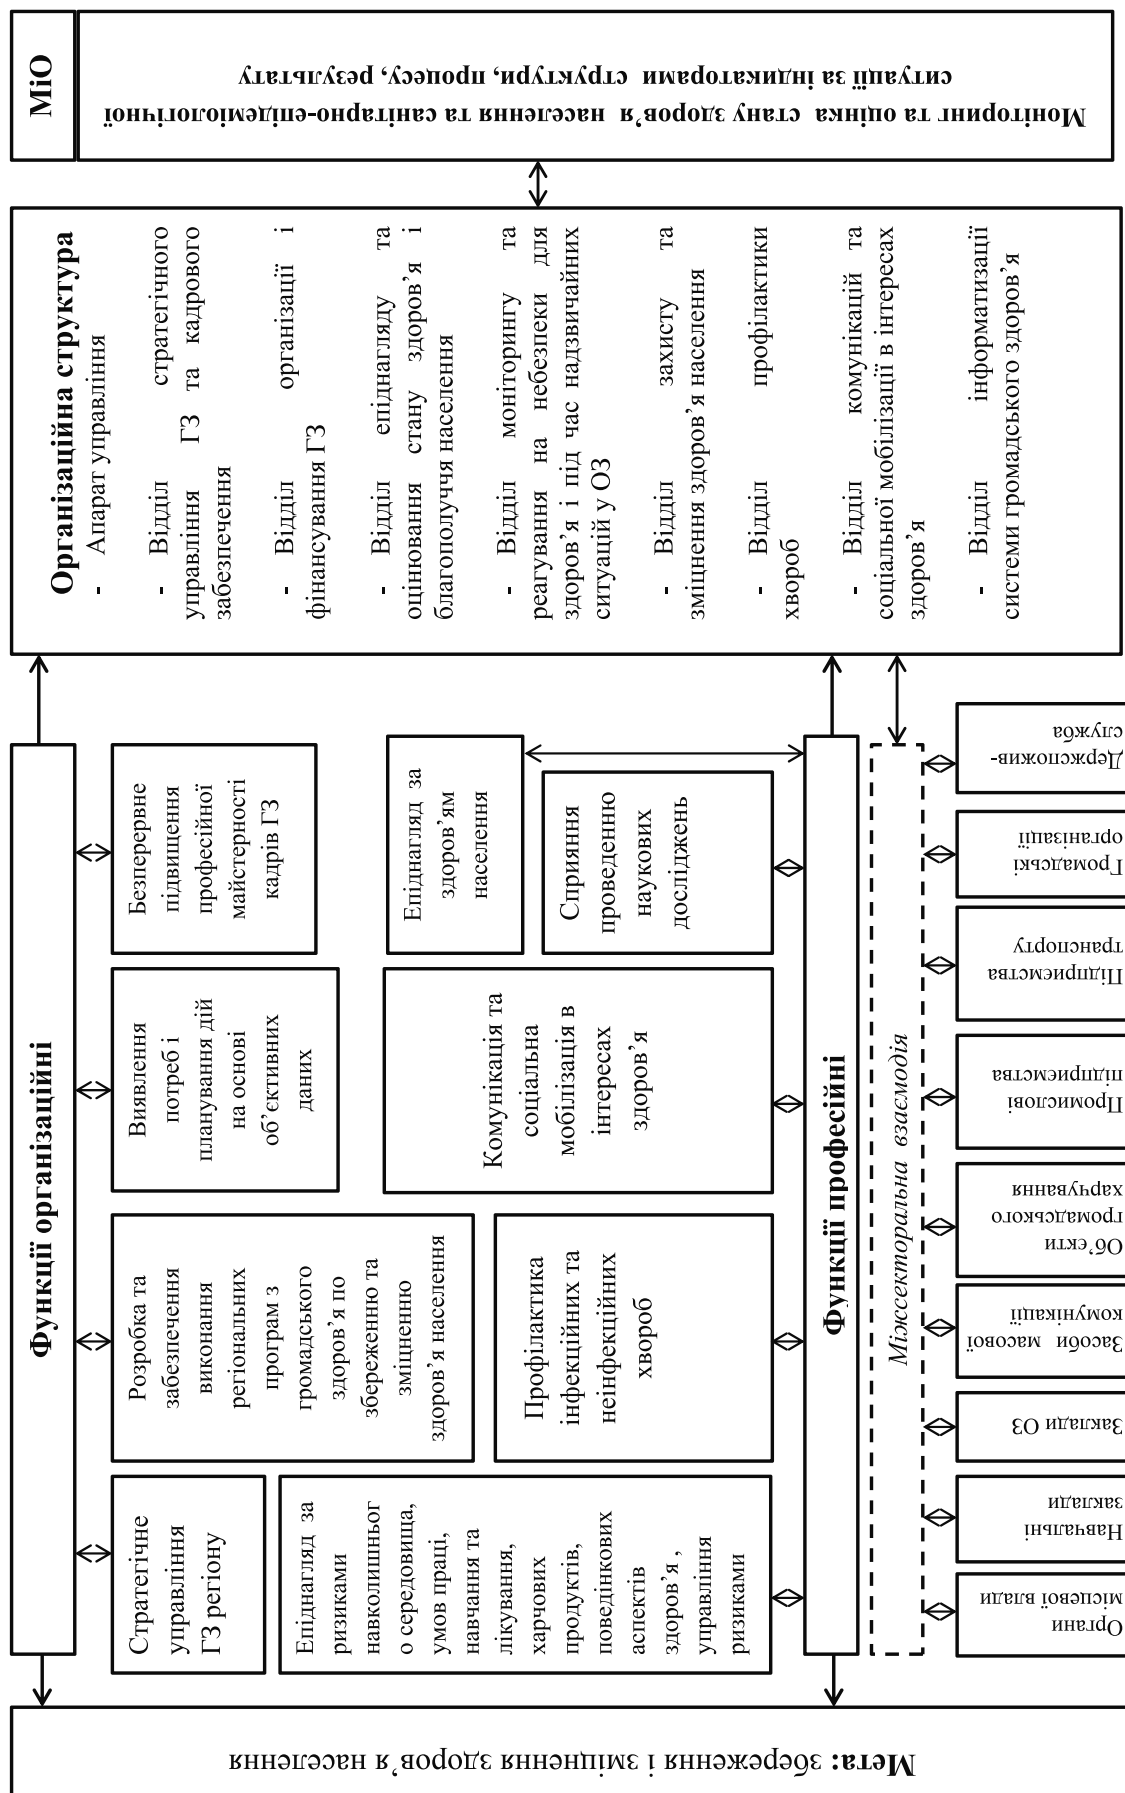 Мета: збереження і зміцнення здоров’я населення
Функції організаційні
Стратегічне
управління
ГЗ регіону
Розробка та
забезпечення
виконання
регіональних
програм з
громадського
здоров’я по
збереженню та
зміцненню
здоров’я населення
Виявлення
потреб і
планування дій
на основі
об’єктивних
даних
Безперервне
підвищення
професійної
майстерності
кадрів ГЗ
Епіднагляд за
ризиками
навколишньог
о середовища,
умов праці,
навчання та
лікування,
харчових
продуктів,
поведінкових
аспектів
здоров’я ,
управління
ризиками
Профілактика
інфекційних та
неінфекційних
хвороб
Комунікація та
соціальна
мобілізація в
інтересах
здоров’я
Епіднагляд за
здоров’ям
населення
Сприяння
проведенню
наукових
досліджень
Функції професійні
Міжсекторальна взаємодія
Органи
місцевої влади
Навчальні
заклади
Заклади ОЗ
Засоби масової
комунікації
Об’єкти
громадського
харчування
Промислові
підприємства
Підприємства
транспорту
Громадські
організації
Держспожив-
служба
Організаційна структура
- Апарат управління
- Відділ стратегічного
управління ГЗ та кадрового
забезпечення
- Відділ організації і
фінансування ГЗ
- Відділ епіднагляду та
оцінювання стану здоров’я і
благополуччя населення
- Відділ моніторингу та
реагування на небезпеки для
здоров’я і під час надзвичайних
ситуацій у ОЗ
- Відділ захисту та
зміцнення здоров’я населення
- Відділ профілактики
хвороб
- Відділ комунікацій та
соціальної мобілізації в інтересах
здоров’я
- Відділ інформатизації
системи громадського здоров’я
МіО
Моніторинг та оцінка стану здоров’я населення та санітарно-епідеміологічної
ситуації за індикаторами структури, процесу, результату